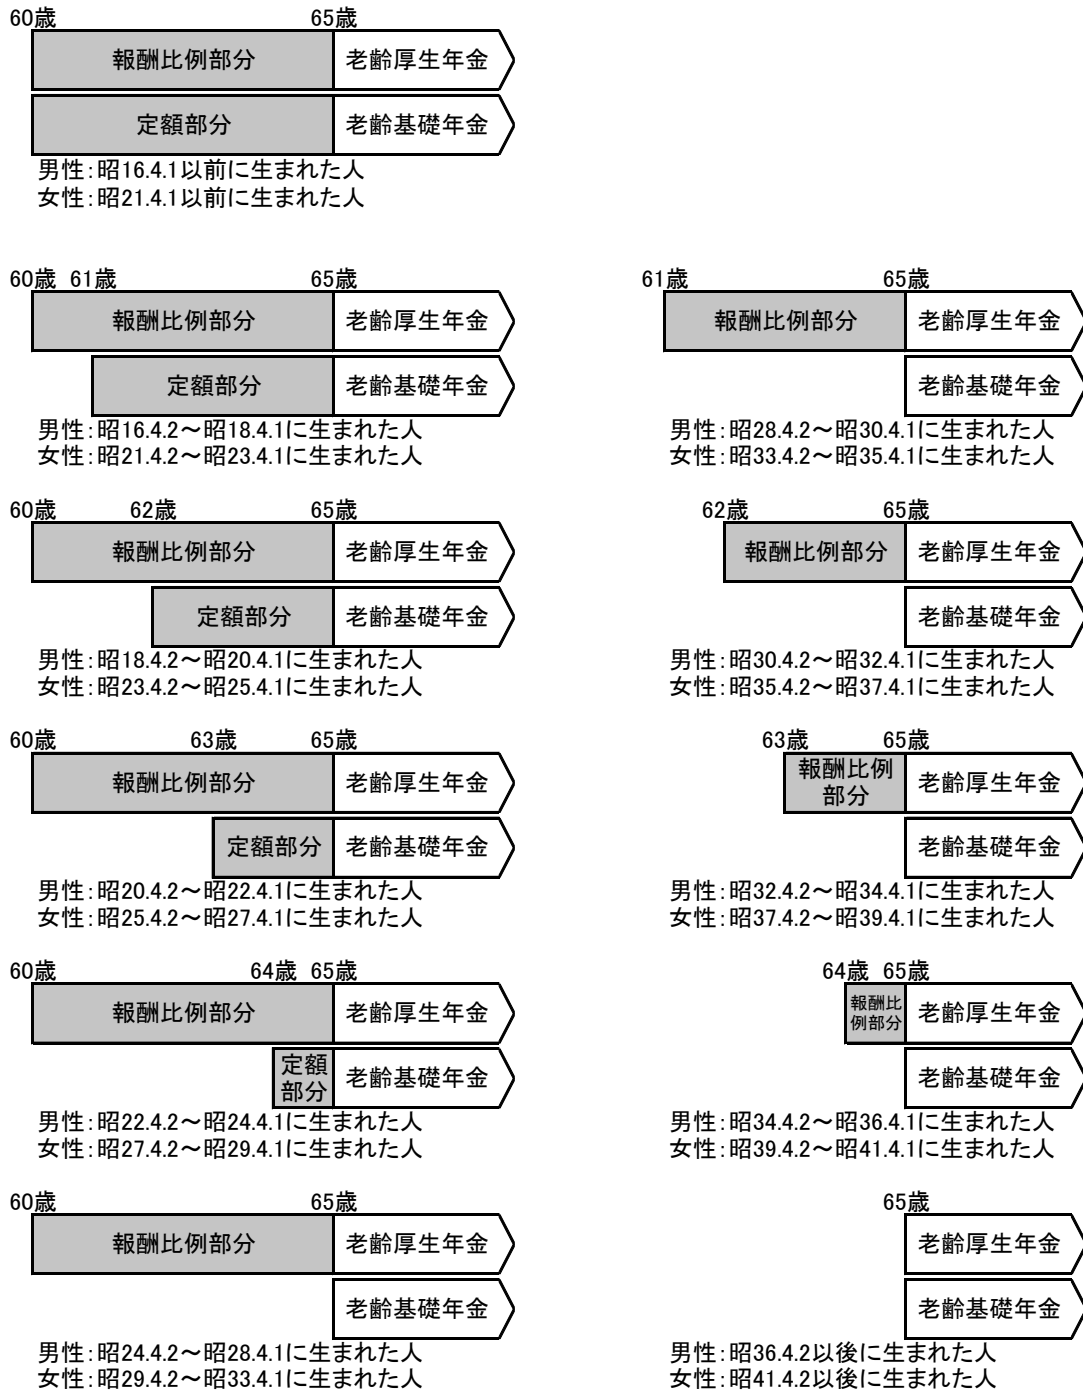 60歳 65歳
報酬比例部分 老齢厚生年金
定額部分 老齢基礎年金
男性：昭16.4.1以前に生まれた人
女性：昭21.4.1以前に生まれた人
60歳 61歳 65歳
報酬比例部分 老齢厚生年金
定額部分 老齢基礎年金
男性：昭16.4.2～昭18.4.1に生まれた人
女性：昭21.4.2～昭23.4.1に生まれた人
60歳 62歳 65歳
報酬比例部分 老齢厚生年金
定額部分 老齢基礎年金
男性：昭18.4.2～昭20.4.1に生まれた人
女性：昭23.4.2～昭25.4.1に生まれた人
60歳 63歳 65歳
報酬比例部分 老齢厚生年金
定額部分 老齢基礎年金
男性：昭20.4.2～昭22.4.1に生まれた人
女性：昭25.4.2～昭27.4.1に生まれた人
60歳 64歳 65歳
報酬比例部分 老齢厚生年金
定額
部分 老齢基礎年金
男性：昭22.4.2～昭24.4.1に生まれた人
女性：昭27.4.2～昭29.4.1に生まれた人
60歳 65歳
報酬比例部分 老齢厚生年金
老齢基礎年金
男性：昭24.4.2～昭28.4.1に生まれた人
女性：昭29.4.2～昭33.4.1に生まれた人
61歳 65歳
報酬比例部分 老齢厚生年金
老齢基礎年金
男性：昭28.4.2～昭30.4.1に生まれた人
女性：昭33.4.2～昭35.4.1に生まれた人
62歳 65歳
報酬比例部分 老齢厚生年金
老齢基礎年金
男性：昭30.4.2～昭32.4.1に生まれた人
女性：昭35.4.2～昭37.4.1に生まれた人
63歳 65歳
報酬比例
部分 老齢厚生年金
老齢基礎年金
男性：昭32.4.2～昭34.4.1に生まれた人
女性：昭37.4.2～昭39.4.1に生まれた人
64歳 65歳
報酬比
例部分 老齢厚生年金
老齢基礎年金
男性：昭34.4.2～昭36.4.1に生まれた人
女性：昭39.4.2～昭41.4.1に生まれた人
65歳
老齢厚生年金
老齢基礎年金
男性：昭36.4.2以後に生まれた人
女性：昭41.4.2以後に生まれた人